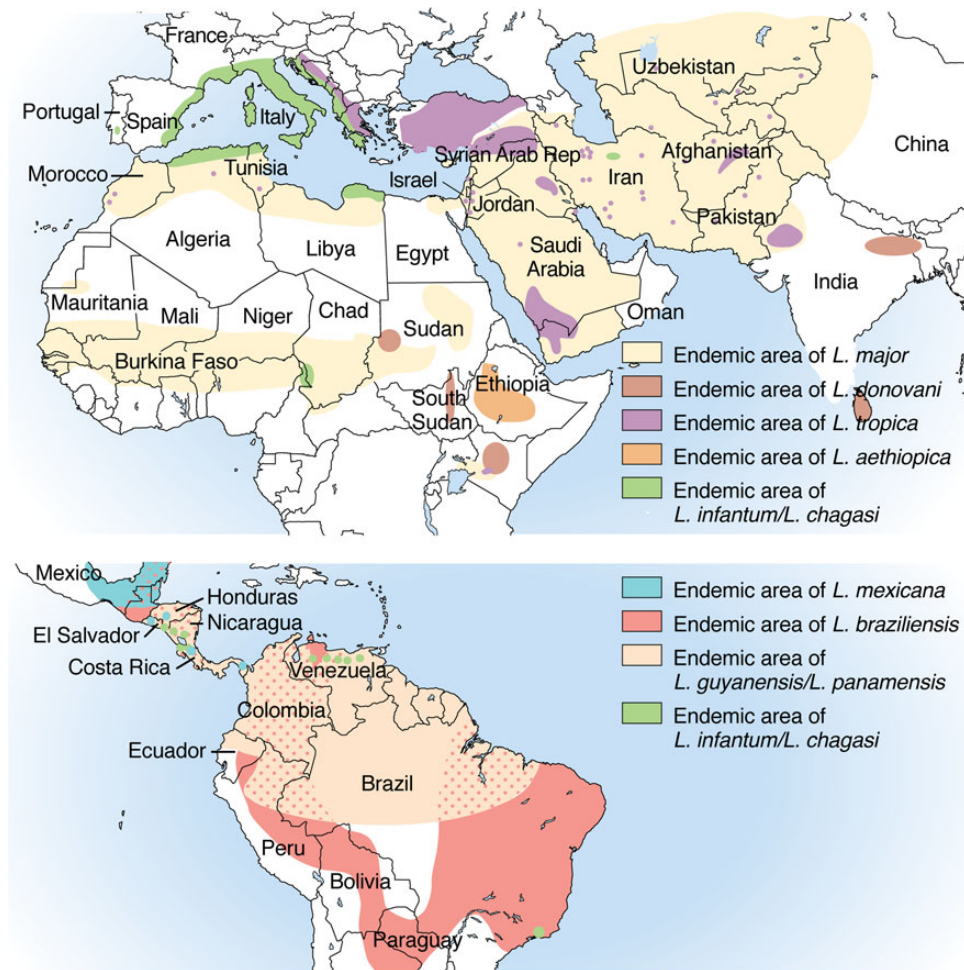 France
Uzbekistan
Portugal
Spain
Italy
China
Syrian Arab Rep
Afghanistan
Tunisia
Morocco
Israel
Iran
Jordan
Pakistan
Algeria
Libya
Egypt
Saudi
Arabia
India
Mauritania
Mali
Niger
Chad
Sudan
Oman
Burkina Faso
Ethiopia
South
Sudan
Endemic area of L. major
Endemic area of L. donovani
Endemic area of L. tropica
Endemic area of L. aethiopica
Endemic area of
L. infantum/L. chagasi
Mexico
Honduras
Nicaragua
El Salvador
Costa Rica
Venezuela
Colombia
Ecuador
Brazil
Peru
Bolivia
Paraguay
Endemic area of L. mexicana
Endemic area of L. braziliensis
Endemic area of
L. guyanensis/L. panamensis
Endemic area of
L. infantum/L. chagasi